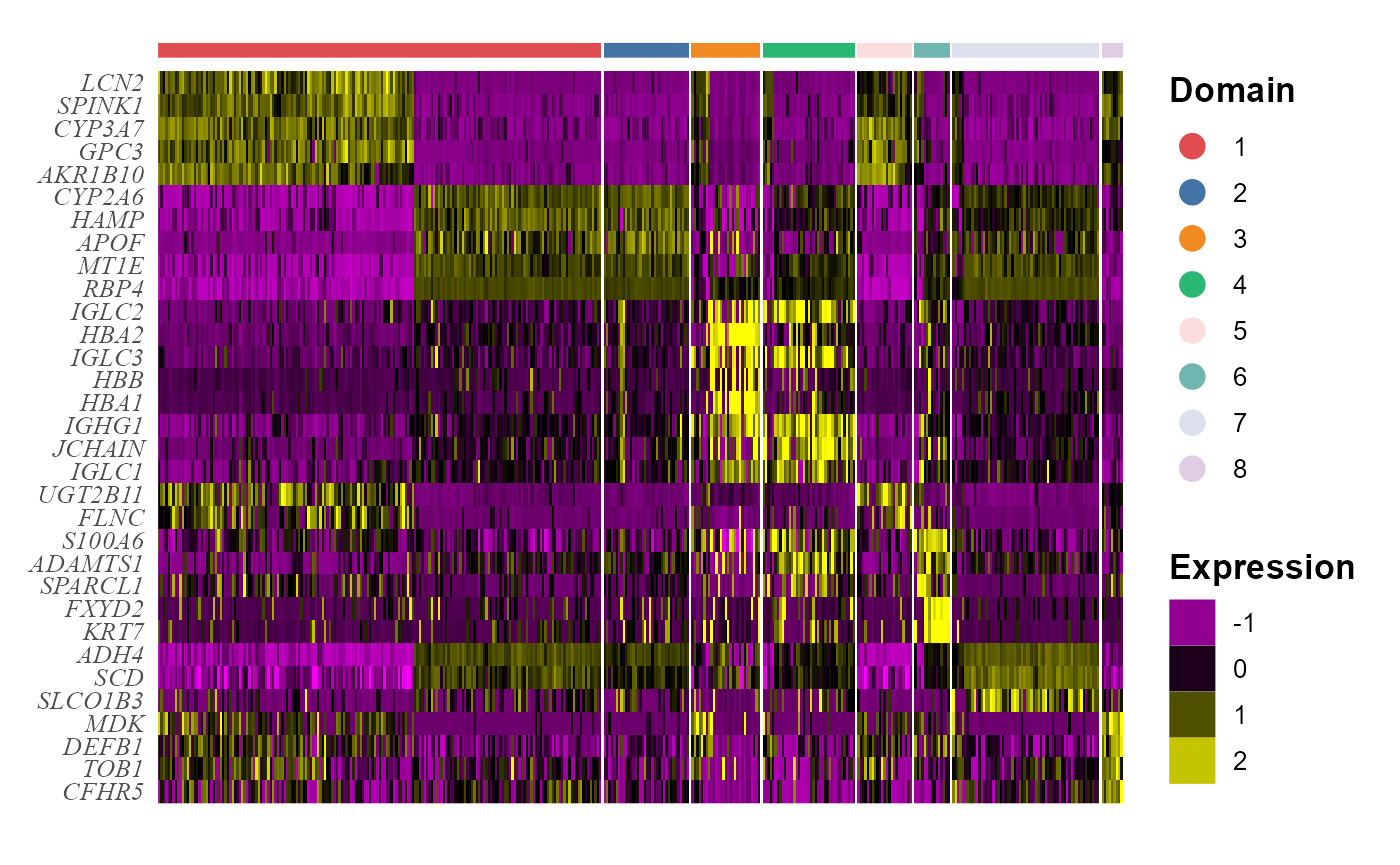 LCN2
SPINK1
CYP3A7
GPC3
AKR1B10
CYP2A6
HAMP
APOF
MT1E
RBP4
IGLC2
HBA2
IGLC3
HBB
HBA1
IGHG1
JCHAIN
IGLC1
UGT2B11
FLNC
S100A6
ADAMTS1
SPARCL1
FXYD2
KRT7
ADH4
SCD
SLCO1B3
MDK
DEFB1
TOB1
CFHR5
Domain
1
2
3
4
5
6
7
8
Expression
-1
0
1
2